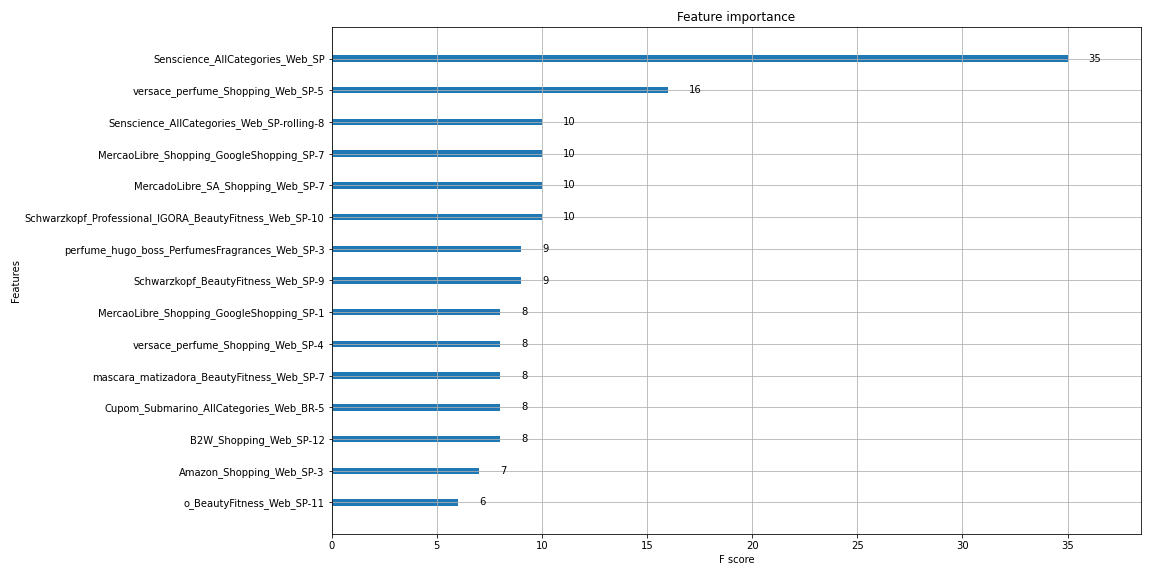 Feature importance
Senscience_AllCategories_Web_SP 35
versace_perfume_Shopping_Web_SP-5 16
Senscience_AllCategories_Web_SP-rolling-8 10
MercaoLibre_Shopping_GoogleShopping_SP-7 10
MercadoLibre_SA_Shopping_Web_SP-7 10
Schwarzkopf_Professional_IGORA_BeautyFitness_Web_SP-10 10
perfume_hugo_boss_PerfumesFragrances_Web_SP-3 9
Schwarzkopf_BeautyFitness_Web_SP-9 9
MercaoLibre_Shopping_GoogleShopping_SP-1 8
versace_perfume_Shopping_Web_SP-4 8
mascara_matizadora_BeautyFitness_Web_SP-7 8
Cupom_Submarino_AllCategories_Web_BR-5 8
B2W_Shopping_Web_SP-12 8
Amazon_Shopping_Web_SP-3 7
o_BeautyFitness_Web_SP-11 6
Features
0 5 10 15 20 25 30 35
F score